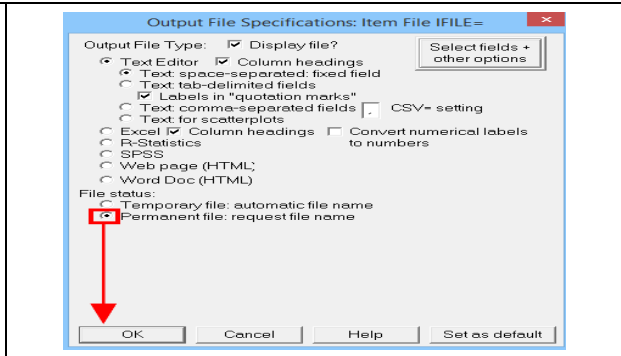 Output File Specifications: Item File IFILE=
Output File Type: Display file?
Select fields +
other options
Text Editor Column headings
Text: space-separated: fixed field
Text: tab-delimited fields
Labels in "quotation marks"
Text: comma-separated fields , CSV= setting
Text: for scatterplots
Excel Column headings Convert numerical labels
to numbers
R-Statistics
SPSS
Web page (HTML)
Word Doc (HTML)
File status:
Temporary file: automatic file name
Permanent file: request file name
OK Cancel Help Set as default